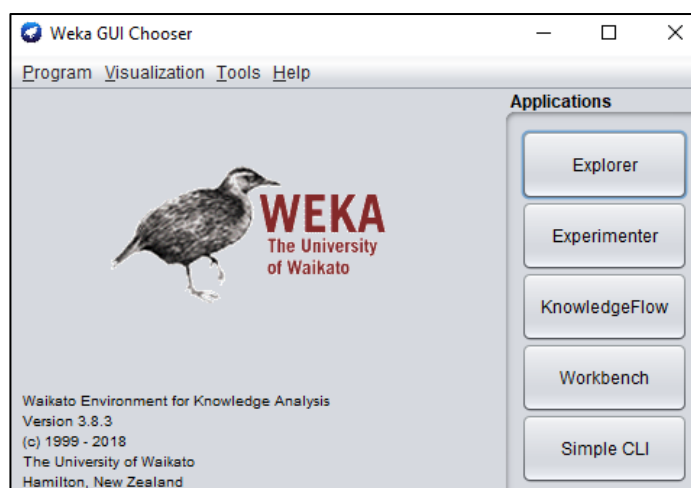 Weka GUI Chooser
Program Visualization Tools Help
Applications
Explorer
Experimenter
KnowledgeFlow
Workbench
Simple CLI
WEKA
The University
of Waikato
Waikato Environment for Knowledge Analysis
Version 3.8.3
(c) 1999 - 2018
The University of Waikato
Hamilton, New Zealand